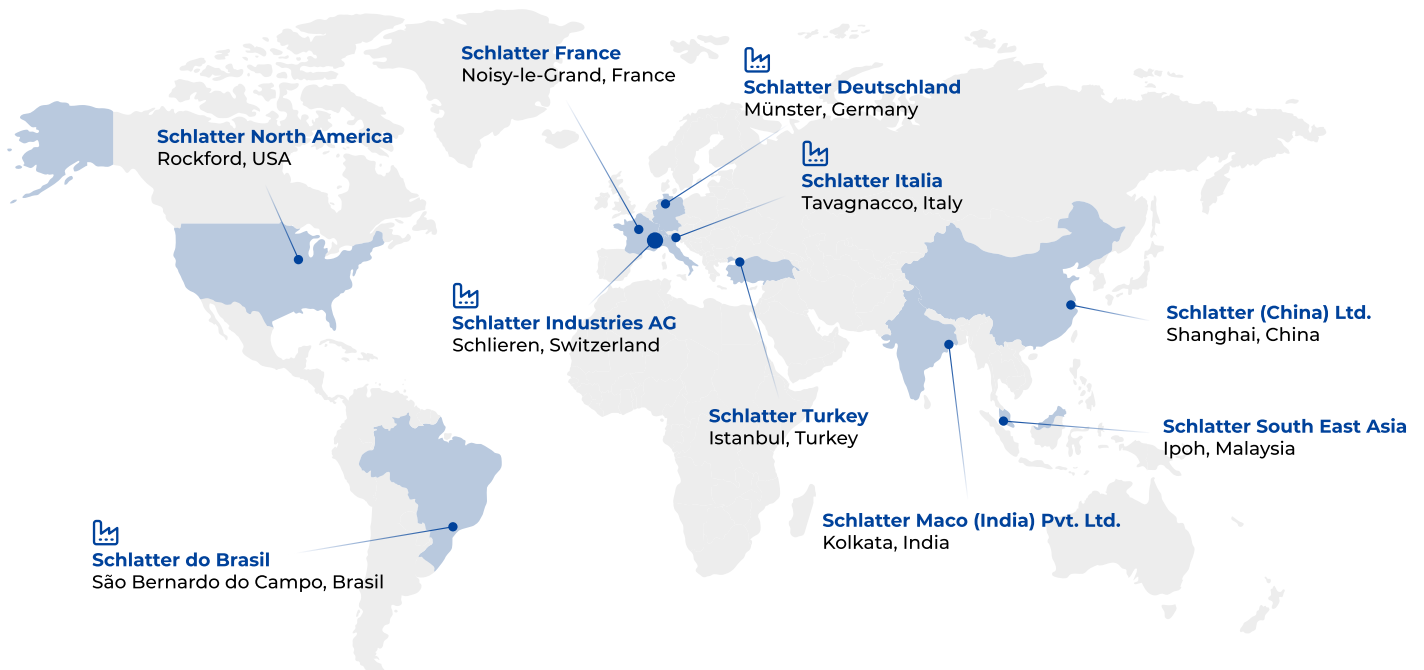 Schlatter France
Noisy-le-Grand, France
Schlatter Deutschland
Münster, Germany
Schlatter North America
Rockford, USA
Schlatter Italia
Tavagnacco, Italy
Schlatter Industries AG
Schlieren, Switzerland
Schlatter (China) Ltd.
Shanghai, China
Schlatter Turkey
Istanbul, Turkey
Schlatter South East Asia
Ipoh, Malaysia
Schlatter Maco (India) Pvt. Ltd.
Kolkata, India
Schlatter do Brasil
São Bernardo do Campo, Brasil